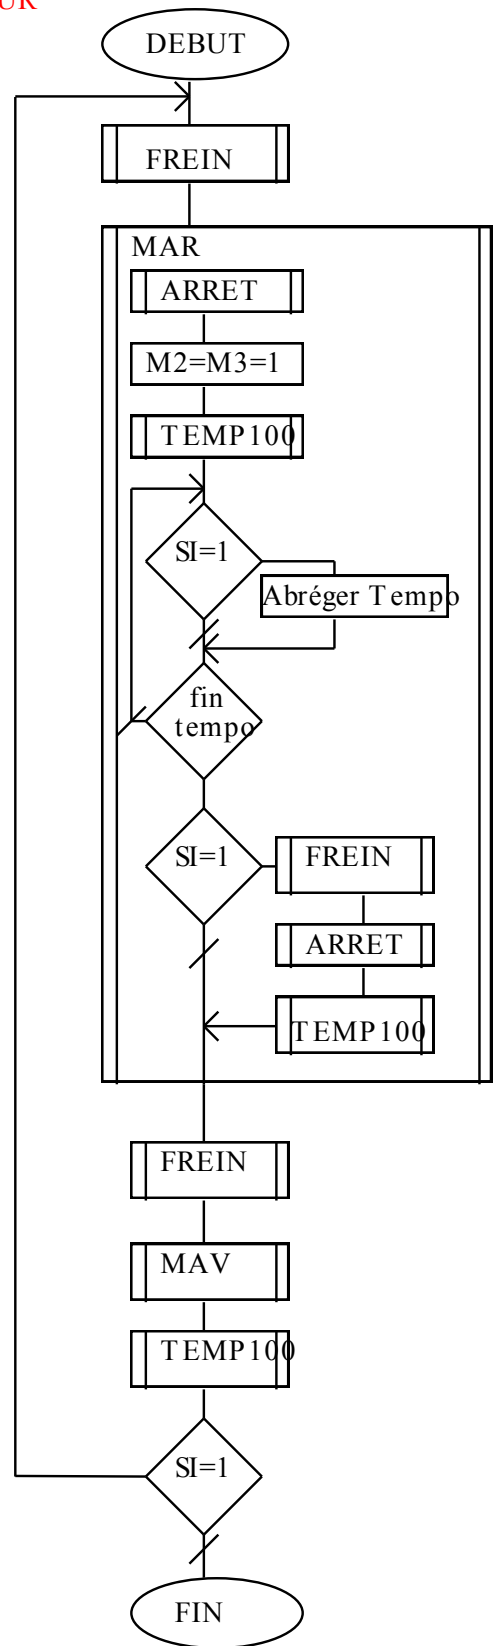 UR
DEBUT
FREIN
MAR
ARRET
M2=M3=1
TEMP100
SI=1
Abréger Tempo
fin
tempo
SI=1
FREIN
ARRET
TEMP100
FREIN
MAV
TEMP100
SI=1
FIN